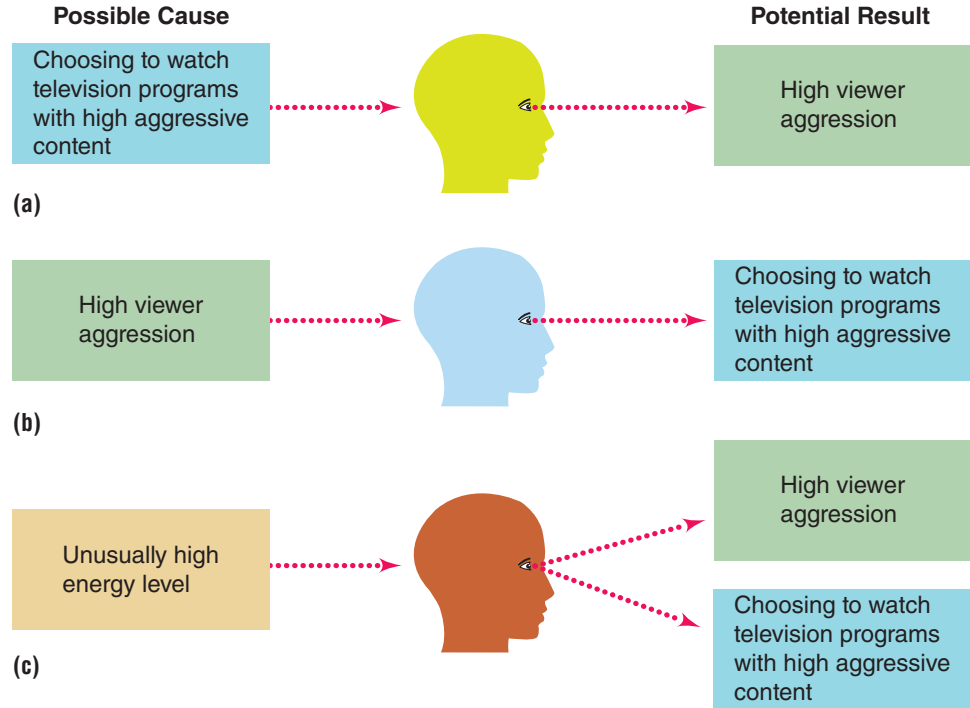 Possible Cause
Potential Result
Choosing to watch
television programs
with high aggressive
content
High viewer
aggression
(a)
High viewer
aggression
Choosing to watch
television programs
with high aggressive
content
(b)
Unusually high
energy level
High viewer
aggression
Choosing to watch
television programs
with high aggressive
content
(c)